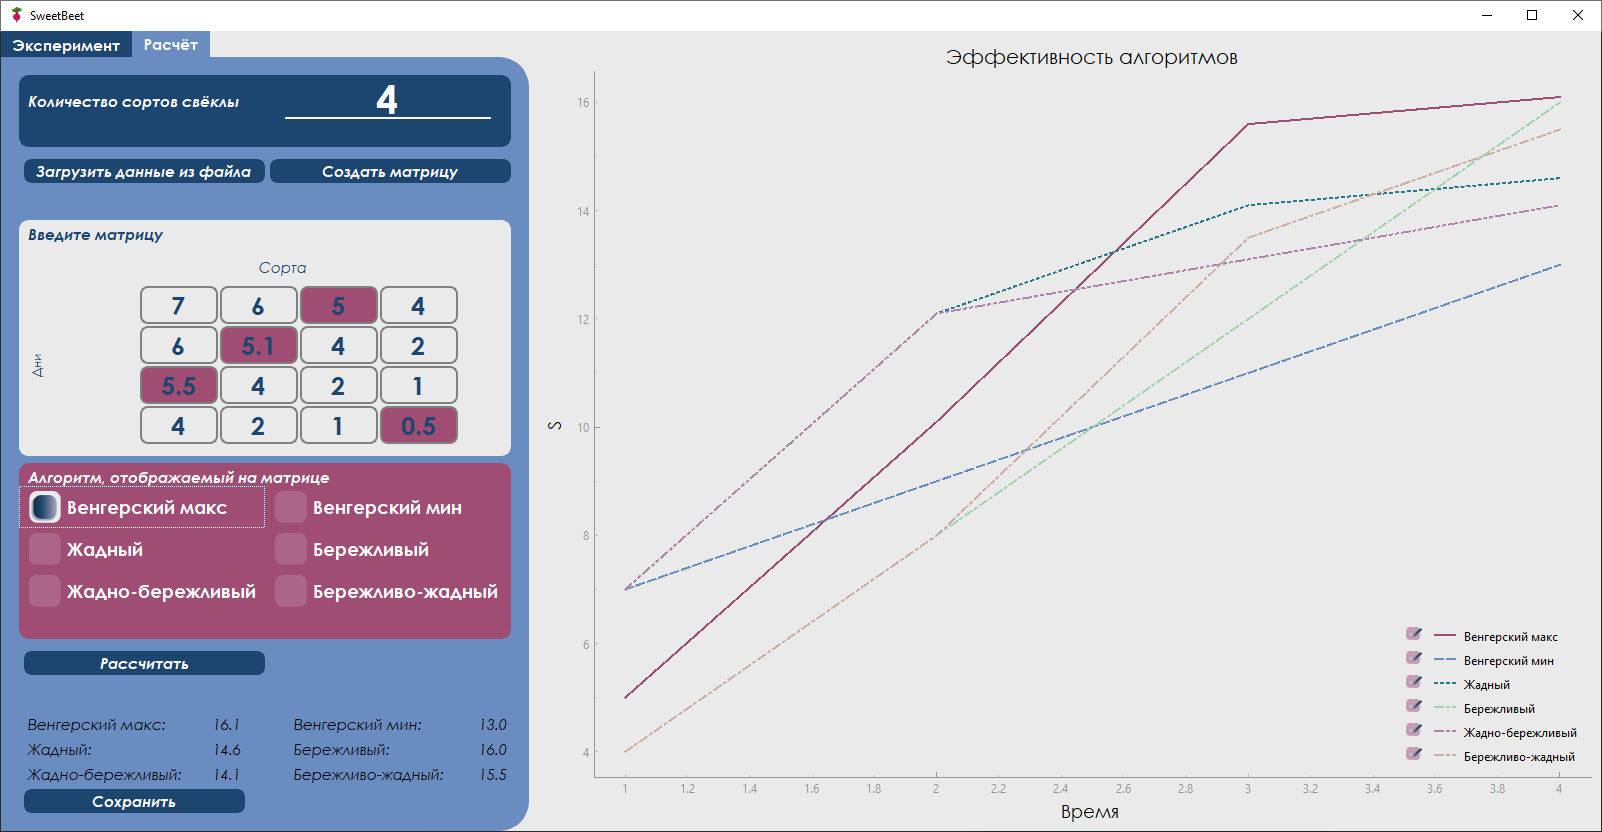 SweetBeet
Эксперимент Расчёт
Количество сортов свёклы 4
Загрузить данные из файла Создать матрицу
Введите матрицу
Сорта
Дни
7 6 5 4
6 5.1 4 2
5.5 4 2 1
4 2 1 0.5
Алгоритм, отображаемый на матрице
Венгерский макс Венгерский мин
Жадный Бережливый
Жадно-бережливый Бережливо-жадный
Рассчитать
Венгерский макс: 16.1 Венгерский мин: 13.0
Жадный: 14.6 Бережливый: 16.0
Жадно-бережливый: 14.1 Бережливо-жадный: 15.5
Сохранить
Эффективность алгоритмов
16
14
12
10
8
6
4
S
1 1.2 1.4 1.6 1.8 2 2.2 2.4 2.6 2.8 3 3.2 3.4 3.6 3.8 4
Время
Венгерский макс
Венгерский мин
Жадный
Бережливый
Жадно-бережливый
Бережливо-жадный